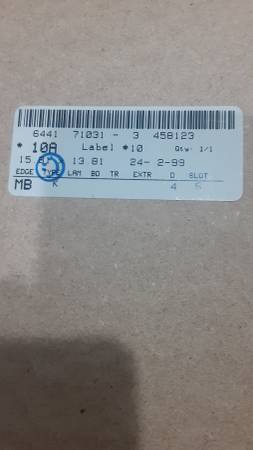 6441 71031 - 3 458123
* 10A Label #10 Qty: 1/1
15 13 81 24- 2-99
EDGE TYPE LAM BD TR EXTR D SLOT
MB K 4